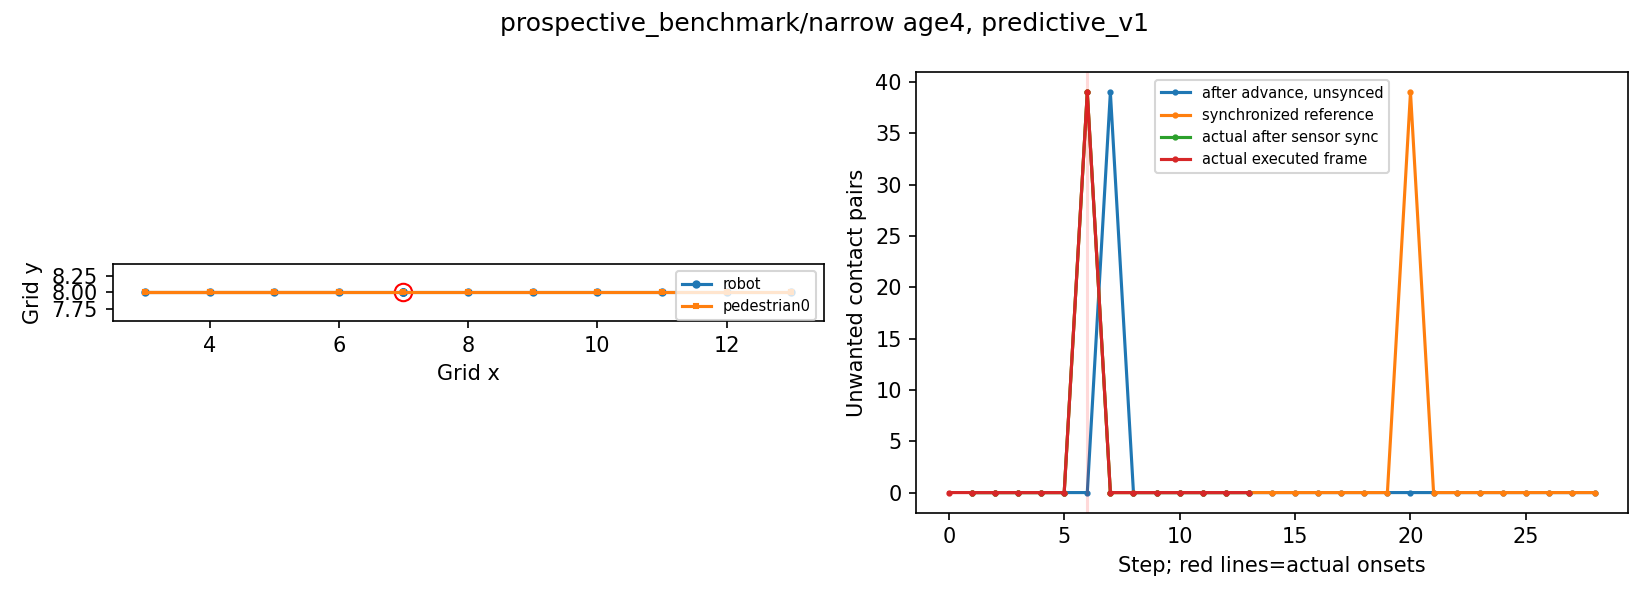 prospective_benchmark/narrow age4, predictive_v1
Grid y
8.25
8.00
7.75
4
6
8
10
12
Grid x
robot
pedestrian0
Unwanted contact pairs
40
35
30
25
20
15
10
5
0
0
5
10
15
20
25
Step; red lines=actual onsets
after advance, unsynced
synchronized reference
actual after sensor sync
actual executed frame